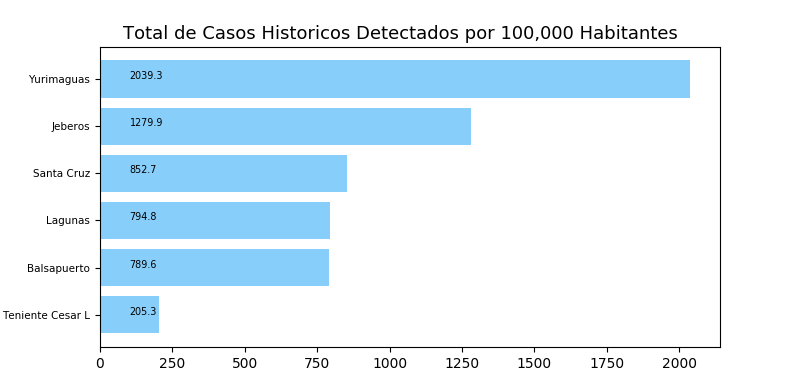 Total de Casos Historicos Detectados por 100,000 Habitantes
Yurimaguas 2039.3
Jeberos 1279.9
Santa Cruz 852.7
Lagunas 794.8
Balsapuerto 789.6
Teniente Cesar L 205.3
0 250 500 750 1000 1250 1500 1750 2000